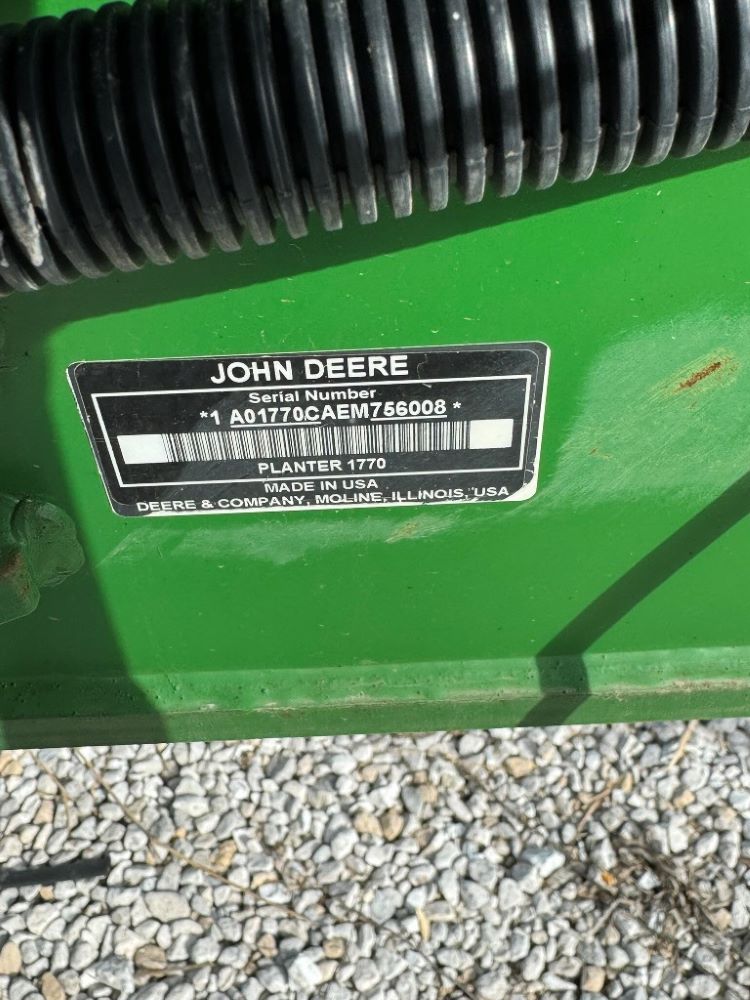 JOHN DEERE
Serial Number
*1 A01770CAEM756008 *
PLANTER 1770
MADE IN USA
DEERE & COMPANY, MOLINE, ILLINOIS, USA